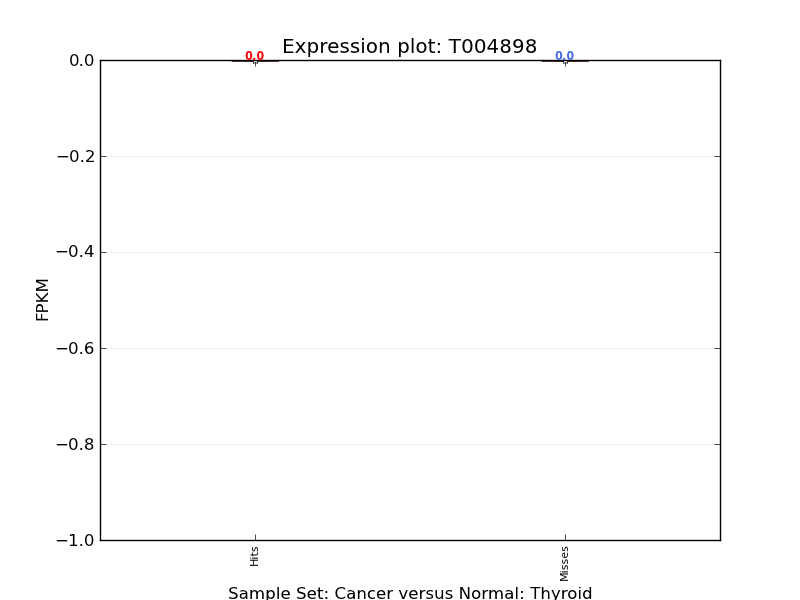 Expression plot: T004898
0.0 0.0
0.0
−0.2
−0.4
−0.6
−0.8
−1.0
FPKM
Hits
Misses
Sample Set: Cancer versus Normal: Thyroid